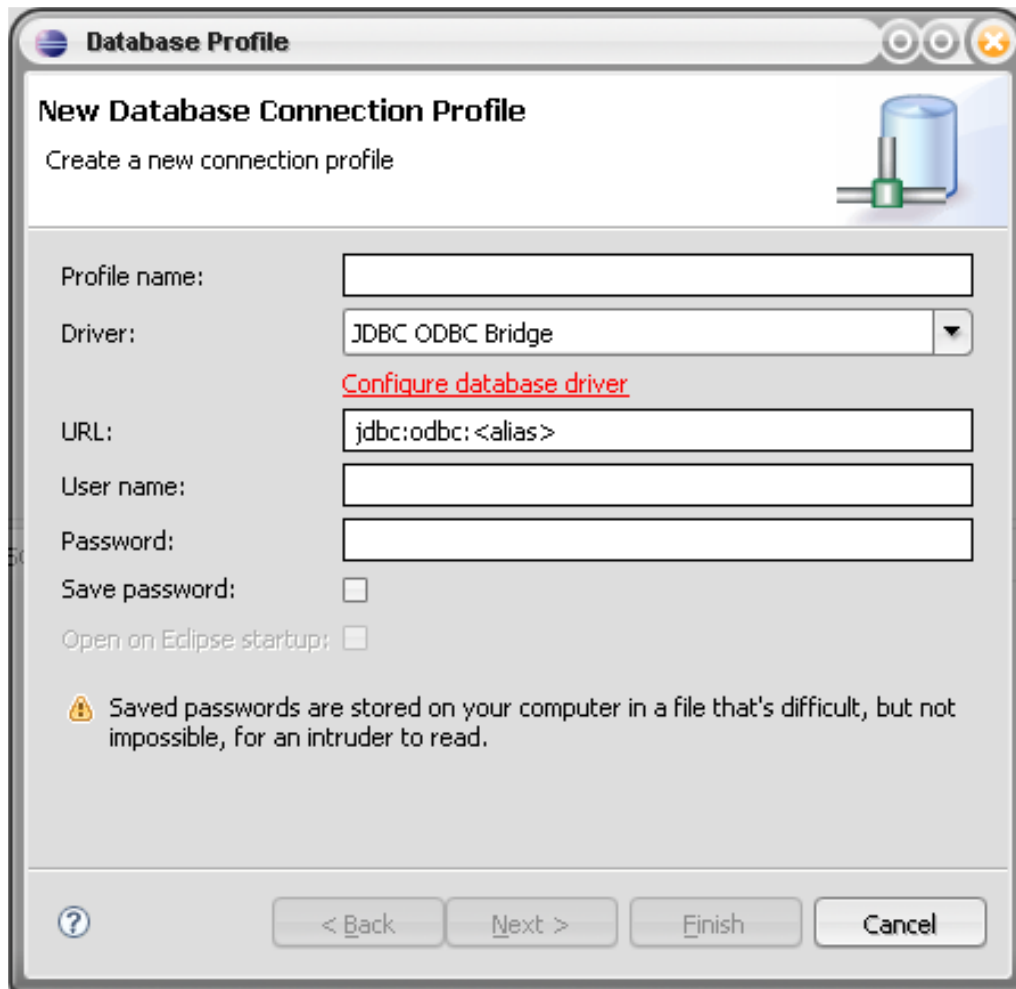 Database Profile
New Database Connection Profile
Create a new connection profile
Profile name:
Driver: JDBC ODBC Bridge
Configure database driver
URL: jdbc:odbc:<alias>
User name:
Password:
Save password:
Open on Eclipse startup:
Saved passwords are stored on your computer in a file that's difficult, but not
impossible, for an intruder to read.
? < Back Next > Finish Cancel